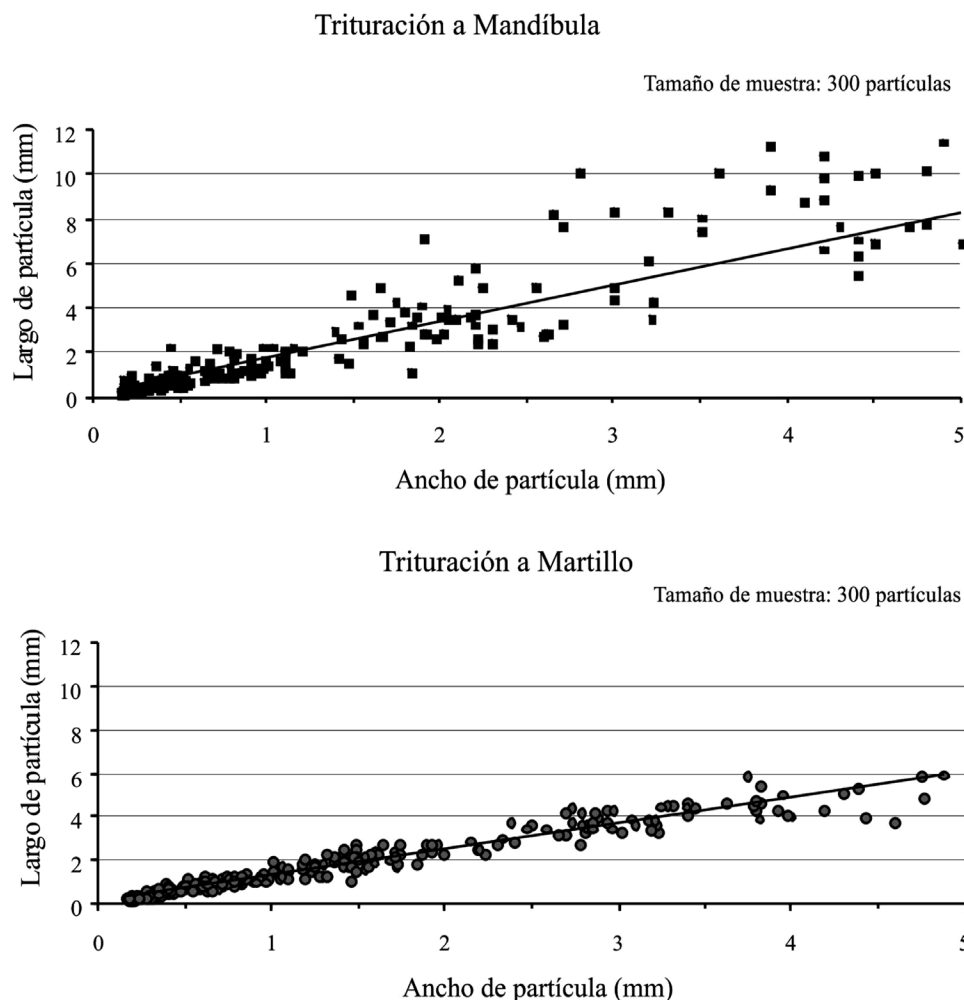 Trituración a Mandíbula
Tamaño de muestra: 300 partículas
Largo de partícula (mm)
12
10
8
6
4
2
0
0 1 2 3 4 5
Ancho de partícula (mm)
Trituración a Martillo
Tamaño de muestra: 300 partículas
Largo de partícula (mm)
12
10
8
6
4
2
0
0 1 2 3 4 5
Ancho de partícula (mm)